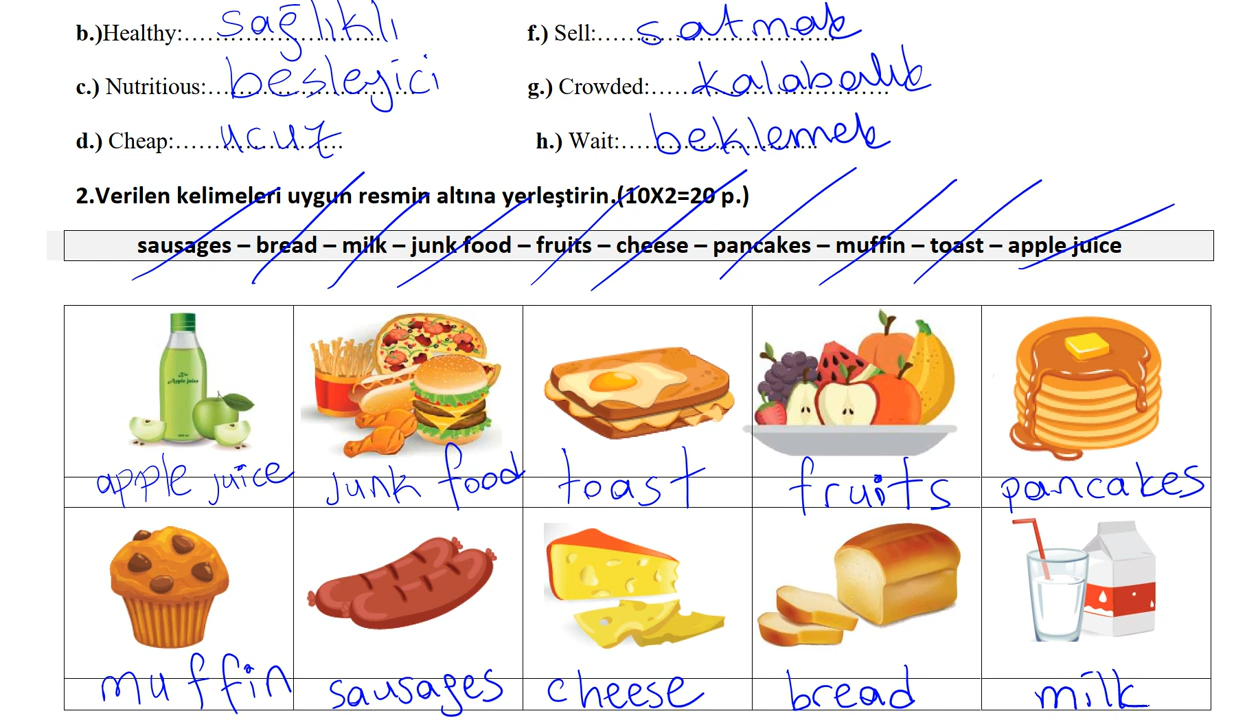 b.)Healthy:......sağlıklı...... f.) Sell:......satmak......
c.) Nutritious:...besleyici...... g.) Crowded:.....kalabalık......
d.) Cheap:......ucuz...... h.) Wait:.....beklemek......
2.Verilen kelimeleri uygun resmin altına yerleştirin.(10X2=20 p.)
sausages – bread – milk – junk food – fruits – cheese – pancakes – muffin – toast – apple juice
Apple juice
apple juice junk food toast fruits pancakes
muffin sausages cheese bread milk